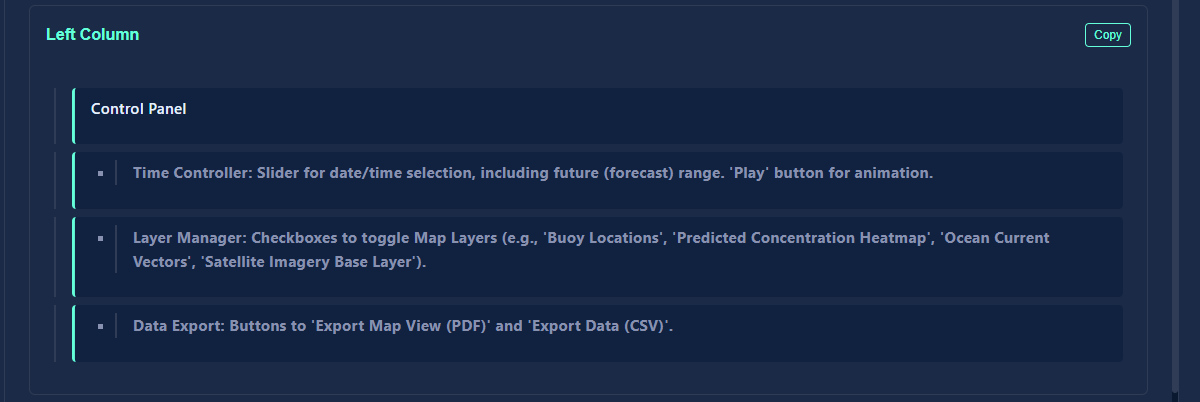 Left Column
Copy
Control Panel
Time Controller: Slider for date/time selection, including future (forecast) range. 'Play' button for animation.
Layer Manager: Checkboxes to toggle Map Layers (e.g., 'Buoy Locations', 'Predicted Concentration Heatmap', 'Ocean Current
Vectors', 'Satellite Imagery Base Layer').
Data Export: Buttons to 'Export Map View (PDF)' and 'Export Data (CSV)'.